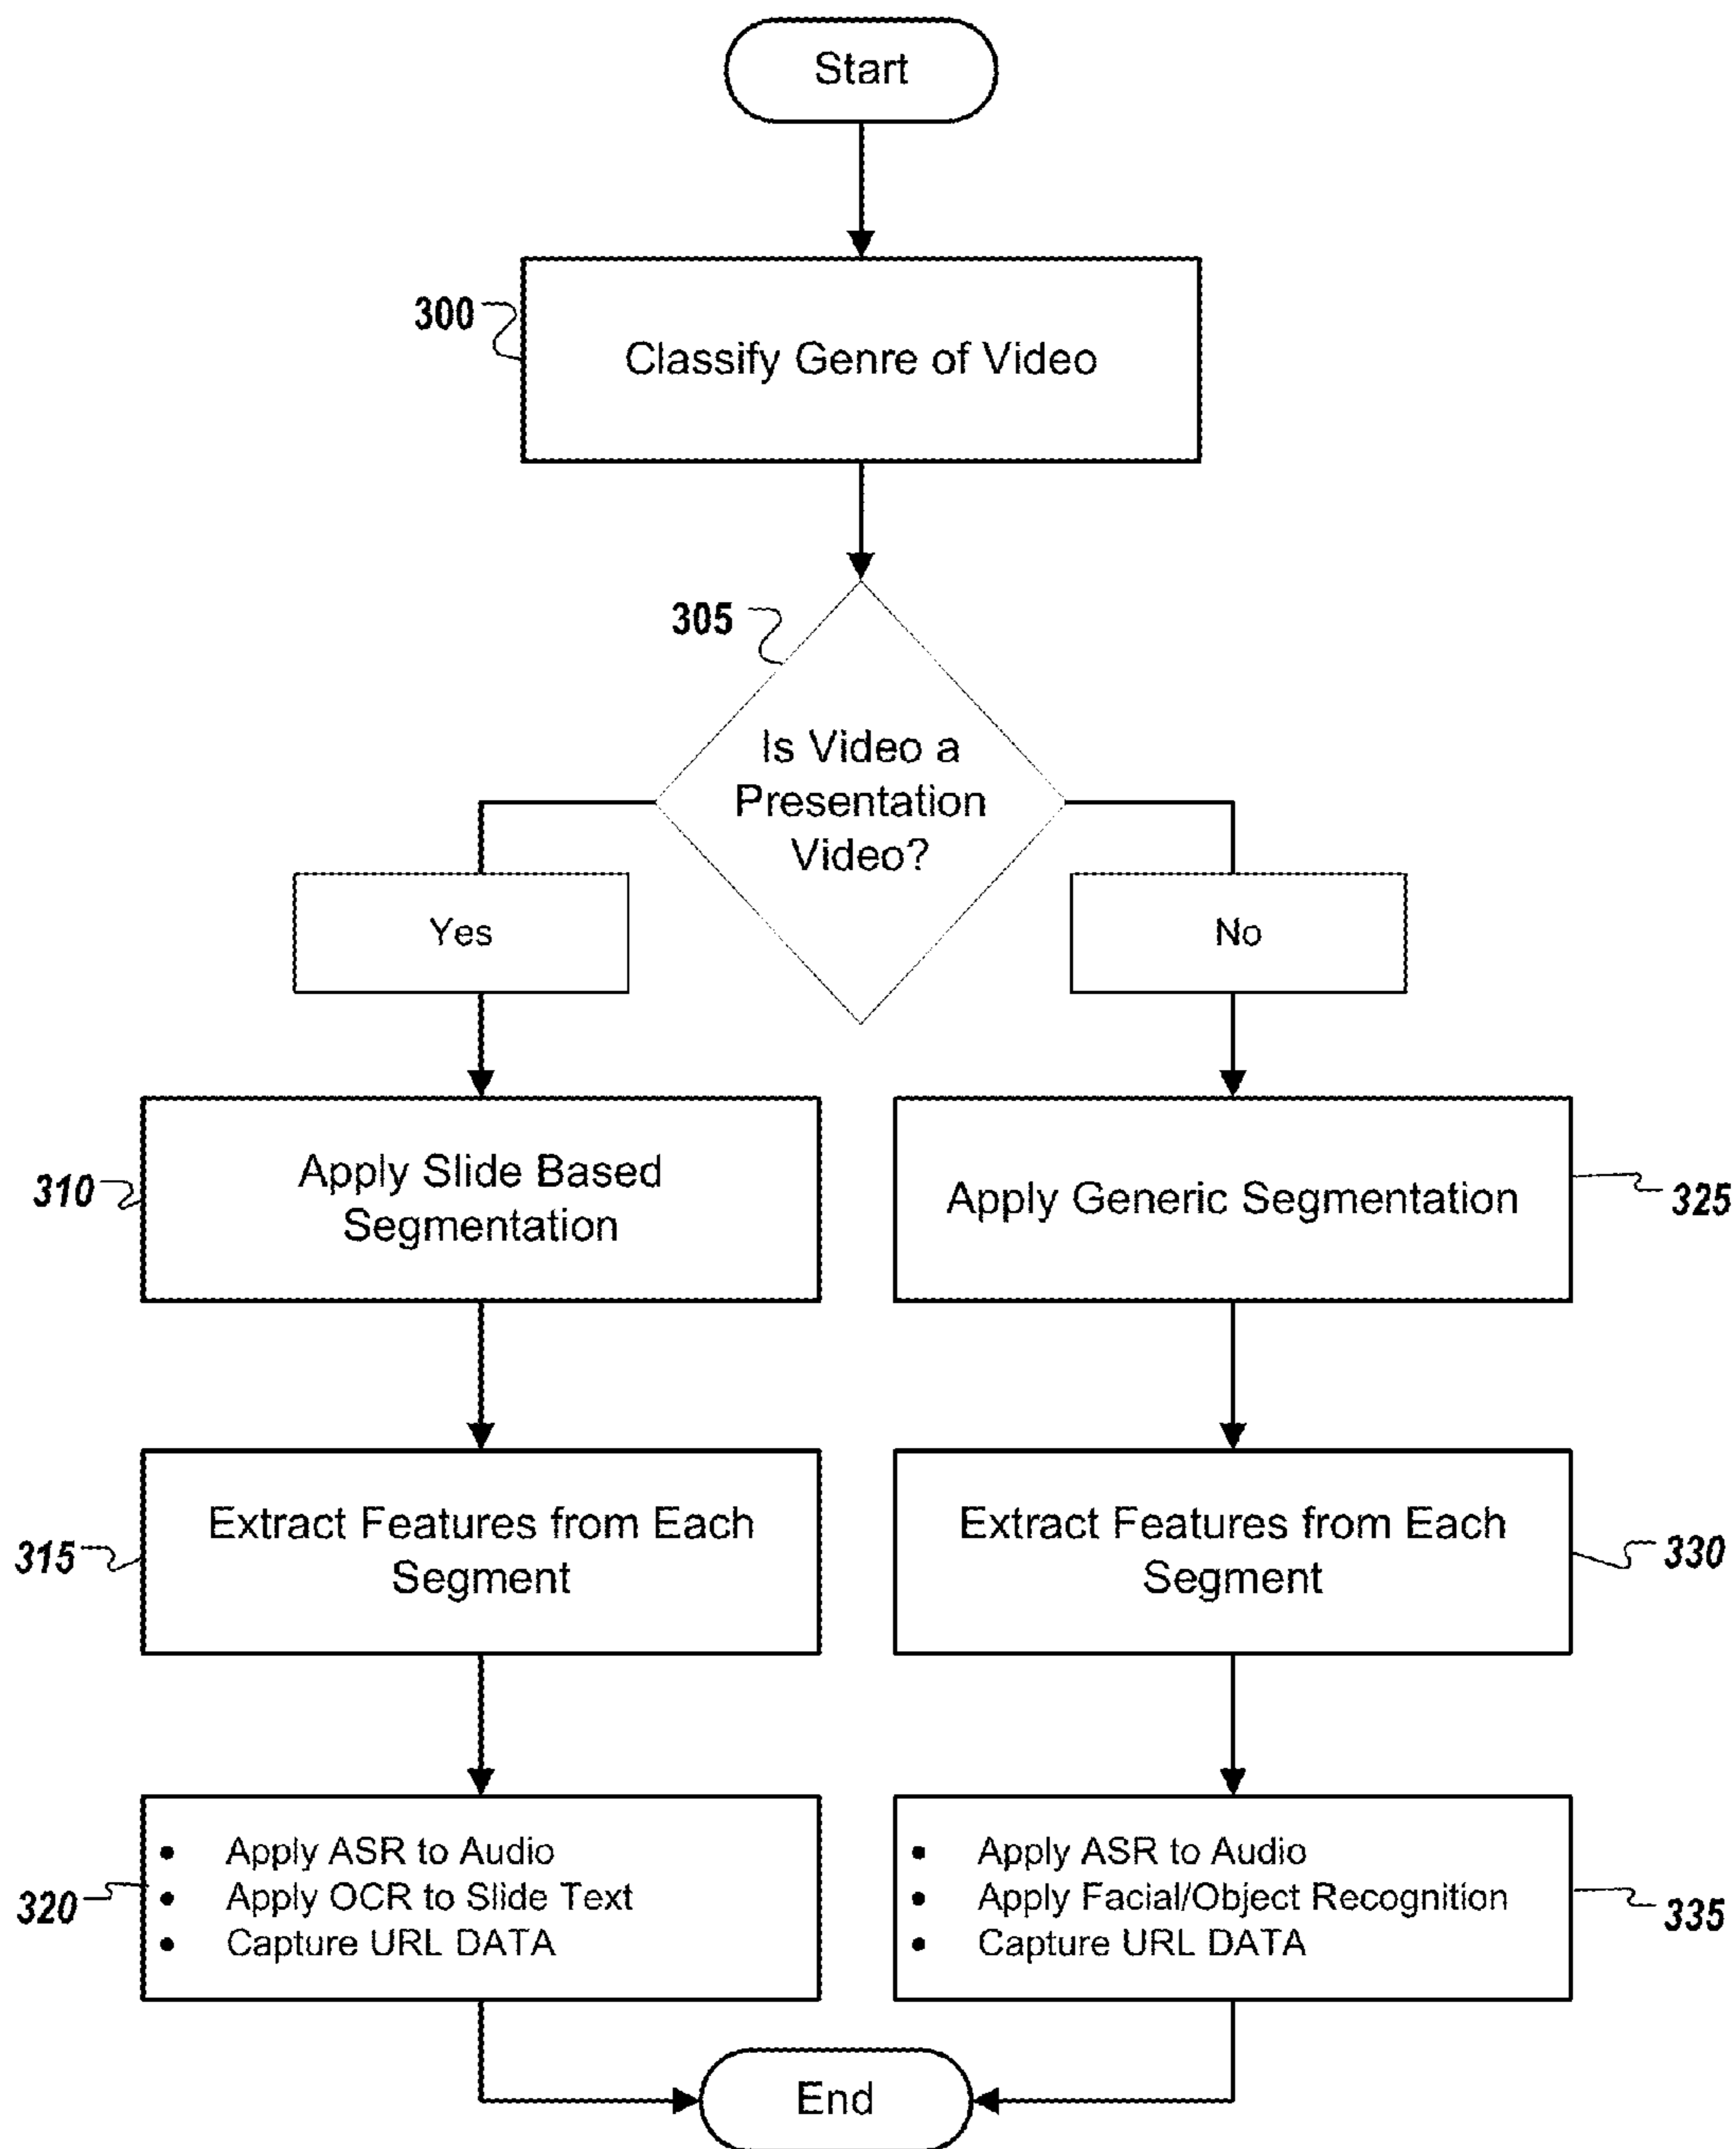 Start
300
Classify Genre of Video
305
Is Video a
Presentation
Video?
Yes
No
310
Apply Slide Based
Segmentation
Apply Generic Segmentation
325
315
Extract Features from Each
Segment
Extract Features from Each
Segment
330
320
• Apply ASR to Audio
• Apply OCR to Slide Text
• Capture URL DATA
• Apply ASR to Audio
• Apply Facial/Object Recognition
• Capture URL DATA
335
End